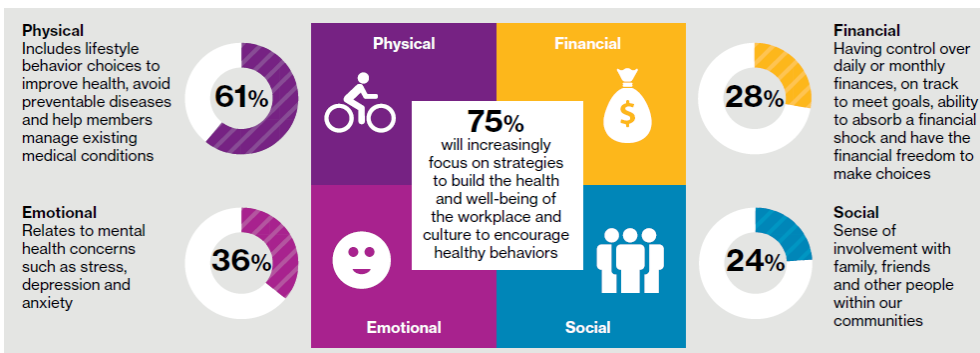 Physical
Includes lifestyle
behavior choices to
improve health, avoid
preventable diseases
and help members
manage existing
medical conditions
61%
Emotional
Relates to mental
health concerns
such as stress,
depression and
anxiety
36%
Physical
Financial
$
75%
will increasingly
focus on strategies
to build the health
and well-being of
the workplace and
culture to encourage
healthy behaviors
Emotional
Social
28%
Financial
Having control over
daily or monthly
finances, on track
to meet goals, ability
to absorb a financial
shock and have the
financial freedom to
make choices
24%
Social
Sense of
involvement with
family, friends
and other people
within our
communities